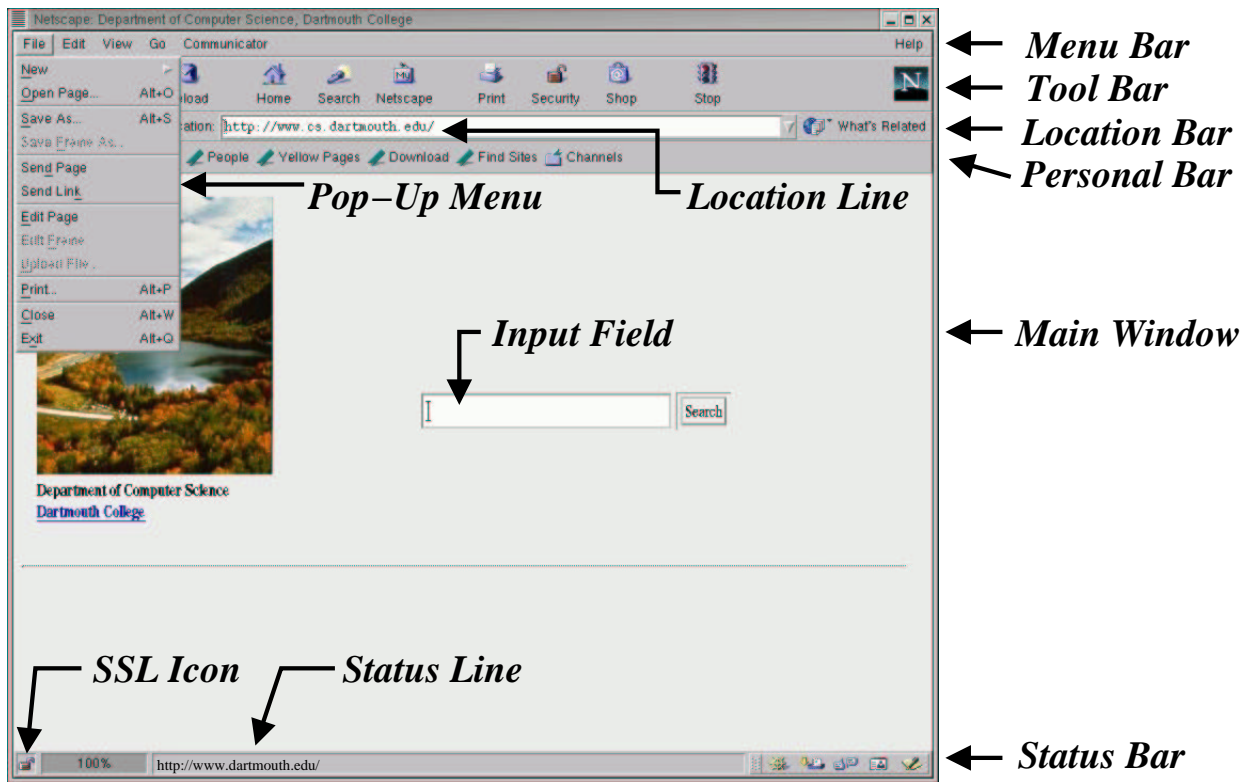 Netscape: Department of Computer Science, Dartmouth College
File Edit View Go Communicator Help
Menu Bar
New
Open Page... Alt+O
Save As... Alt+S
Save Frame As...
Send Page
Send Link
Edit Page
Edit Frame
Upload File...
Print... Alt+P
Close Alt+W
Exit Alt+Q
load Home Search Netscape Print Security Shop Stop
My
N
Tool Bar
ation: http://www.cs.dartmouth.edu/ What's Related
Location Bar
People Yellow Pages Download Find Sites Channels
Personal Bar
Pop–Up Menu
Location Line
Input Field
Main Window
Search
Department of Computer Science
Dartmouth College
SSL Icon
Status Line
100% http://www.dartmouth.edu/
Status Bar